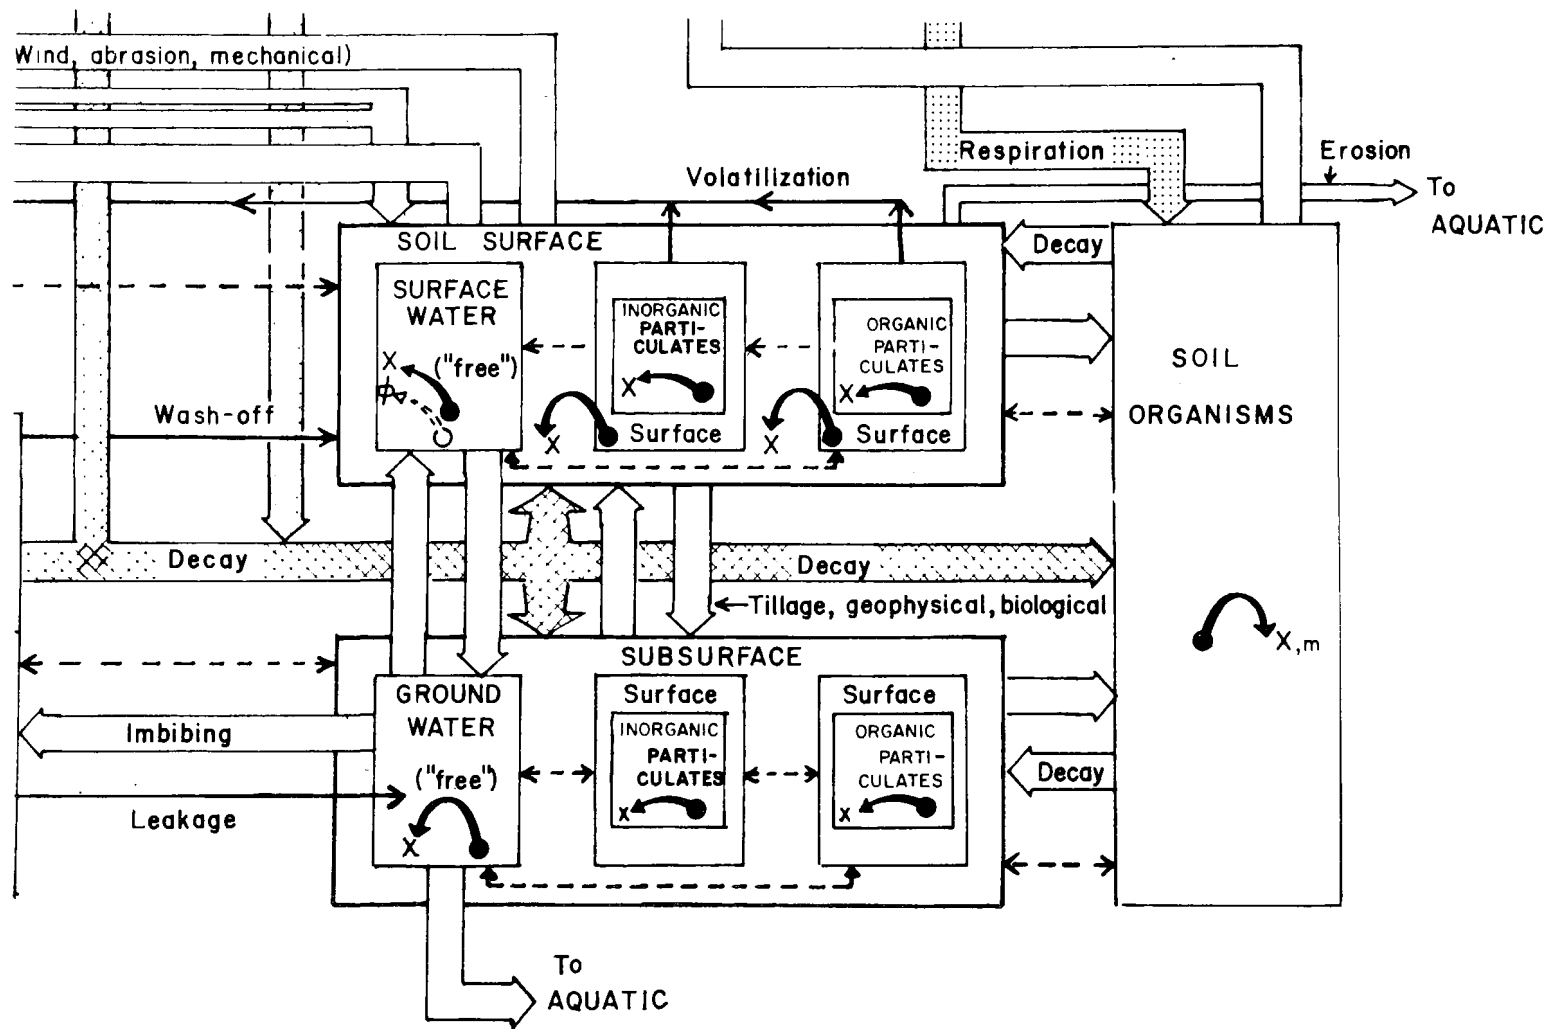 Wind, abrasion, mechanical)
Respiration
Erosion
Volatilization
To
AQUATIC
SOIL SURFACE
Decay
SURFACE
WATER
("free")
X
ϕ
INORGANIC
PARTI-
CULATES
X
Surface
X
ORGANIC
PARTI-
CULATES
X
Surface
X
SOIL
ORGANISMS
X,m
Wash-off
Decay
Decay
Tillage, geophysical, biological
SUBSURFACE
GROUND
WATER
("free")
X
Surface
INORGANIC
PARTI-
CULATES
X
Surface
ORGANIC
PARTI-
CULATES
X
Decay
Imbibing
Leakage
To
AQUATIC